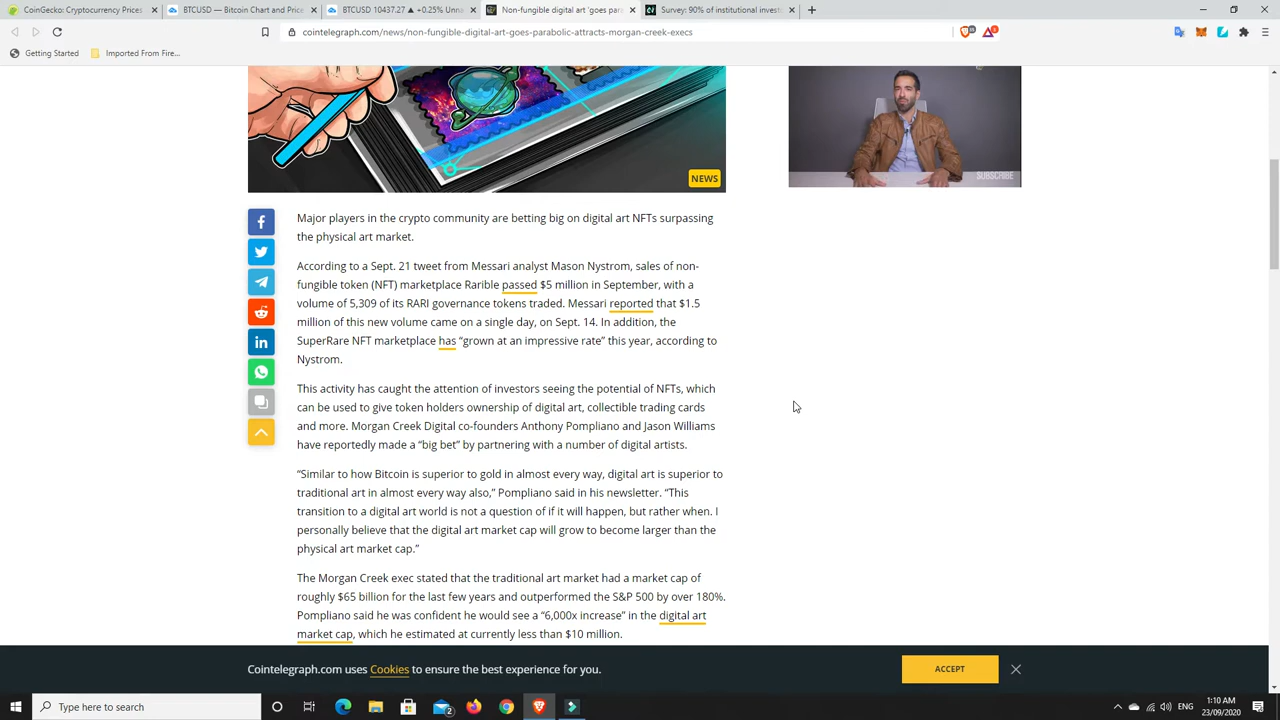 CoinGecko: Cryptocurrency Prices
BTCUSD — Bitcoin Chart and Price
BTCUSD 10437.27 ▲ +0.25% Unna
Non-fungible digital art 'goes para
Survey: 90% of institutional invest
cointelegraph.com/news/non-fungible-digital-art-goes-parabolic-attracts-morgan-creek-execs
Getting Started
Imported From Fire...
NEWS
SUBSCRIBE
Major players in the crypto community are betting big on digital art NFTs surpassing
the physical art market.
According to a Sept. 21 tweet from Messari analyst Mason Nystrom, sales of non-
fungible token (NFT) marketplace Rarible passed $5 million in September, with a
volume of 5,309 of its RARI governance tokens traded. Messari reported that $1.5
million of this new volume came on a single day, on Sept. 14. In addition, the
SuperRare NFT marketplace has “grown at an impressive rate” this year, according to
Nystrom.
This activity has caught the attention of investors seeing the potential of NFTs, which
can be used to give token holders ownership of digital art, collectible trading cards
and more. Morgan Creek Digital co-founders Anthony Pompliano and Jason Williams
have reportedly made a “big bet” by partnering with a number of digital artists.
“Similar to how Bitcoin is superior to gold in almost every way, digital art is superior to
traditional art in almost every way also,” Pompliano said in his newsletter. “This
transition to a digital art world is not a question of if it will happen, but rather when. I
personally believe that the digital art market cap will grow to become larger than the
physical art market cap.”
The Morgan Creek exec stated that the traditional art market had a market cap of
roughly $65 billion for the last few years and outperformed the S&P 500 by over 180%.
Pompliano said he was confident he would see a “6,000x increase” in the digital art
market cap, which he estimated at currently less than $10 million.
Cointelegraph.com uses Cookies to ensure the best experience for you.
ACCEPT
Type here to search
2
ENG
1:10 AM
23/09/2020